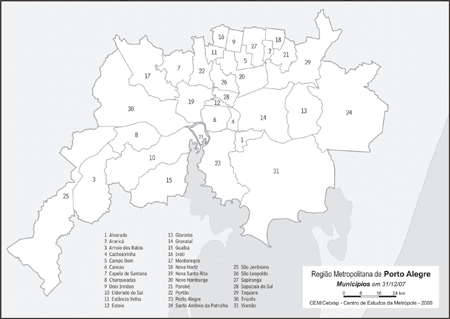 16
9
27
18
2
21
11
5
29
17
7
22
26
20
28
12
19
30
6
4
14
13
24
8
1
10
23
31
15
3
25
1 Alvorado
2 Araricá
3 Arroio dos Ratos
4 Cachoeirinha
5 Campo Bom
6 Canoas
7 Capela de Santana
8 Charqueadas
9 Dois Irmãos
10 Eldorado do Sul
11 Estância Velha
Esteio
Glorinha
14 Gravataí
15 Guaíba
16 Ivoti
17 Montenegro
18 Nova Hartz
19 Nova Santa Rita
20 Novo Hamburgo
21 Parobé
22 Portão
23 Porto Alegre
24 Santo Antônio da Patrulha
25 São Jerônimo
26 São Leopoldo
27 Sapiranga
28 Sapucaia do Sul
29 Taquara
30 Triunfo
31 Viamão
Região Metropolitana de Porto Alegre
Municípios em 31/12/07
0 8 16 24 km
CEM/Cebrap - Centro de Estudos da Metrópole - 2008